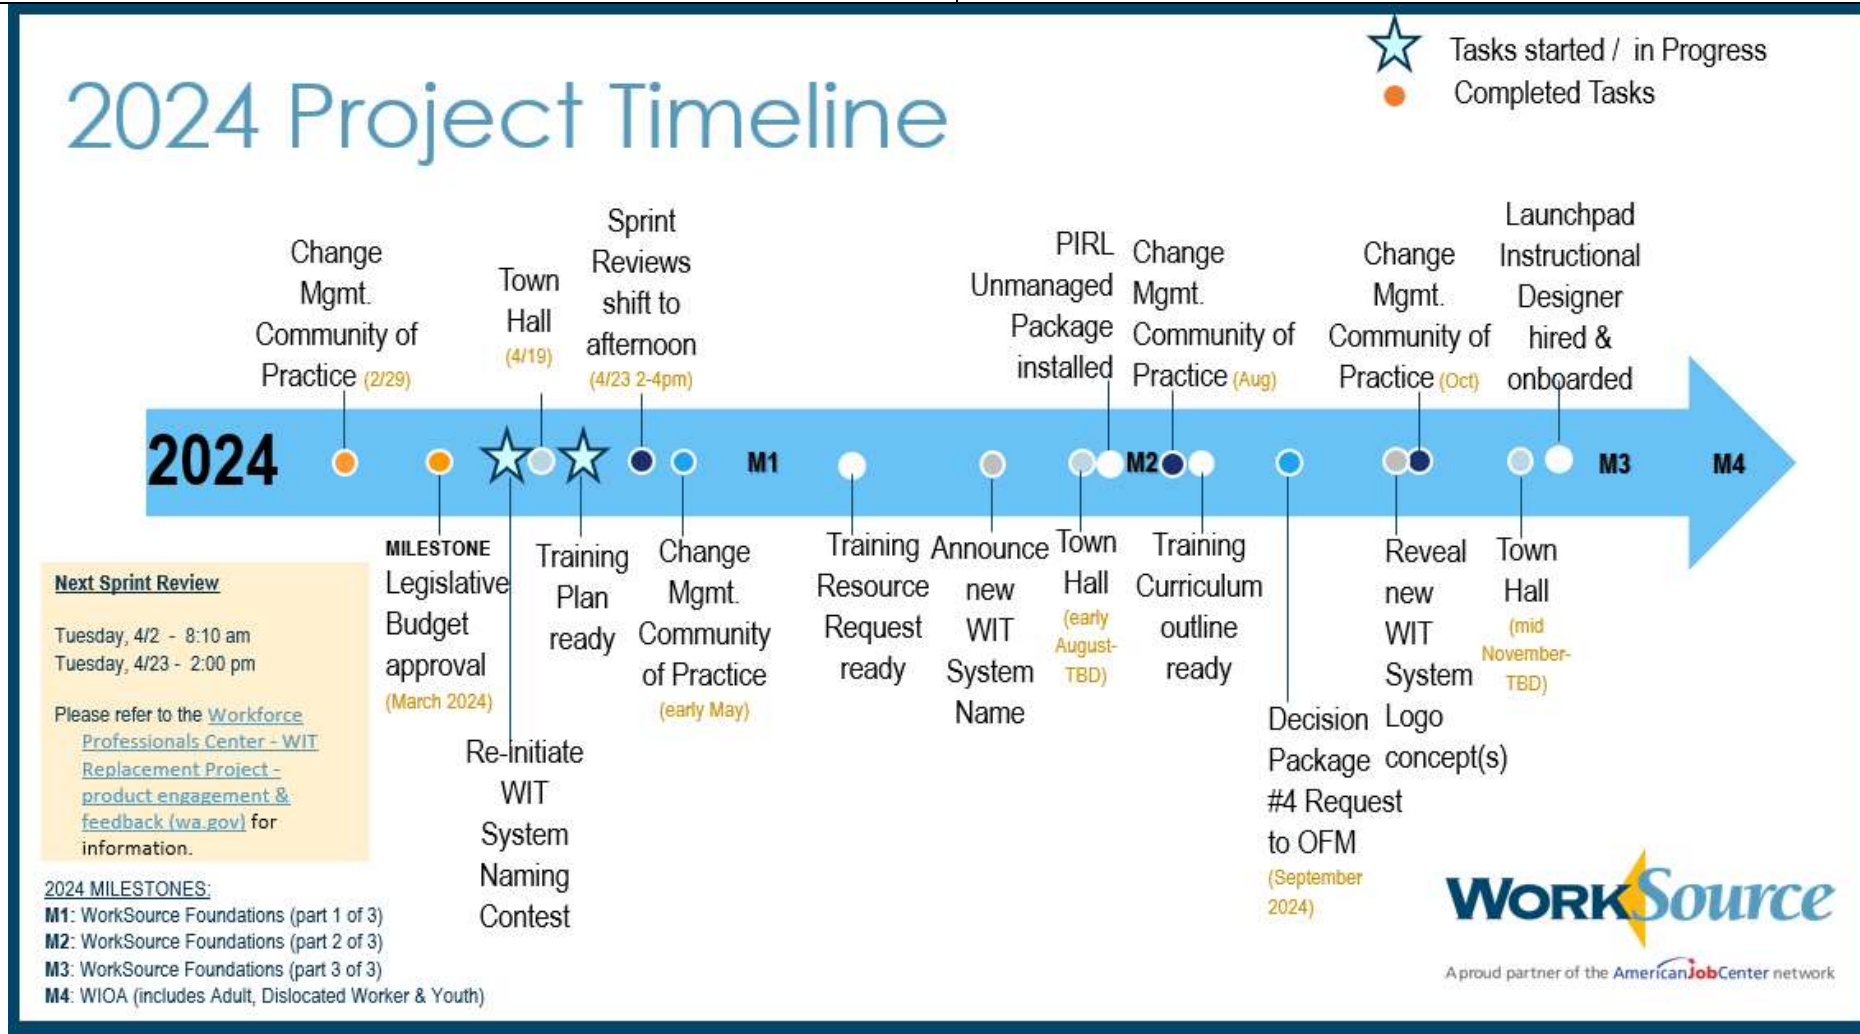 Tasks started / in Progress
Completed Tasks
2024 Project Timeline
Change
Mgmt.
Community of
Practice (2/29)
Town
Hall
(4/19)
Sprint
Reviews
shift to
afternoon
(4/23 2-4pm)
PIRL
Unmanaged
Package
installed
Change
Mgmt.
Community of
Practice (Aug)
Change
Mgmt.
Community of
Practice (Oct)
Launchpad
Instructional
Designer
hired &
onboarded
2024
M1
M2
M3
M4
MILESTONE
Legislative
Budget
approval
(March 2024)
Re-initiate
WIT
System
Naming
Contest
Training
Plan
ready
Change
Mgmt.
Community
of Practice
(early May)
Training
Resource
Request
ready
Announce
new
WIT
System
Name
Town
Hall
(early
August-
TBD)
Training
Curriculum
outline
ready
Decision
Package
#4 Request
to OFM
(September
2024)
Reveal
new
WIT
System
Logo
concept(s)
Town
Hall
(mid
November-
TBD)
Next Sprint Review
Tuesday, 4/2 - 8:10 am
Tuesday, 4/23 - 2:00 pm
Please refer to the Workforce
Professionals Center - WIT
Replacement Project -
product engagement &
feedback (wa.gov) for
information.
2024 MILESTONES:
M1: WorkSource Foundations (part 1 of 3)
M2: WorkSource Foundations (part 2 of 3)
M3: WorkSource Foundations (part 3 of 3)
M4: WIOA (includes Adult, Dislocated Worker & Youth)
WorkSource
A proud partner of the AmericanJobCenter network